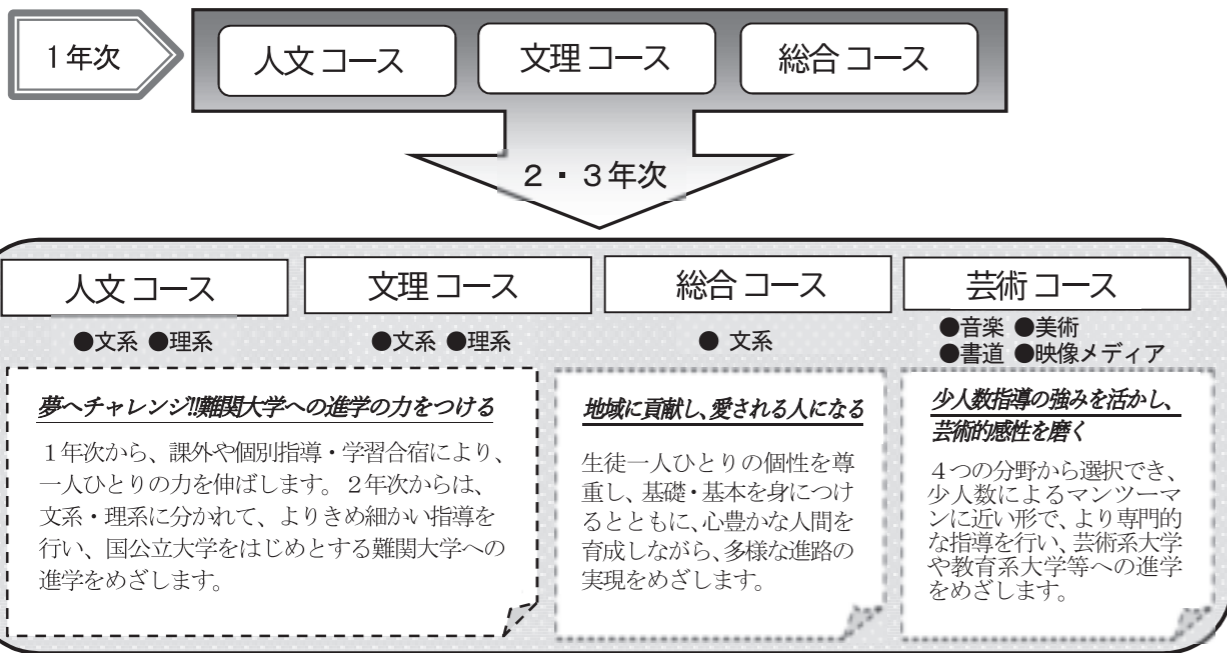 1年次
人文コース
文理コース
総合コース
2・3年次
人文コース
文理コース
総合コース
芸術コース
●文系 ●理系
●文系 ●理系
● 文系
●音楽 ●美術
●書道 ●映像メディア
夢へチャレンジ!!難関大学への進学の力をつける
1年次から、課外や個別指導・学習合宿により、
一人ひとりの力を伸ばします。2年次からは、
文系・理系に分かれて、よりきめ細かい指導を
行い、国公立大学をはじめとする難関大学への
進学をめざします。
地域に貢献し、愛される人になる
生徒一人ひとりの個性を尊
重し、基礎・基本を身につけ
るとともに、心豊かな人間を
育成しながら、多様な進路の
実現をめざします。
少人数指導の強みを活かし、
芸術的感性を磨く
4つの分野から選択でき、
少人数によるマンツーマ
ンに近い形で、より専門的
な指導を行い、芸術系大学
や教育系大学等への進学
をめざします。